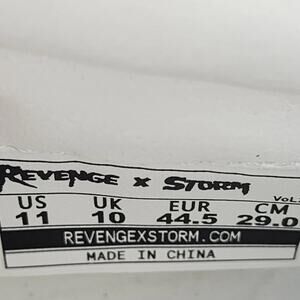 REVENGE X STORM
VOL.
US UK EUR CM
11 10 44.5 29.0
REVENGEXSTORM.COM
MADE IN CHINA